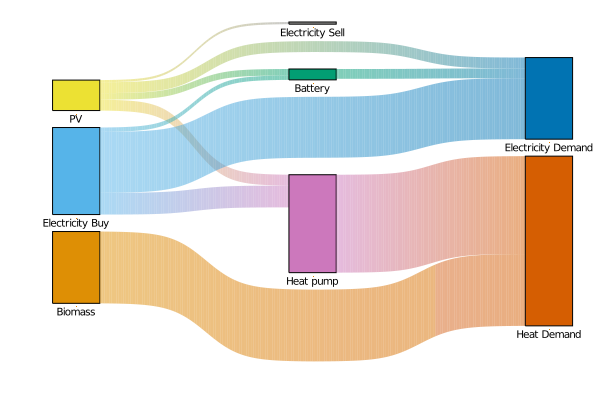 Electricity Sell
Battery
PV
Electricity Demand
Electricity Buy
Heat pump
Biomass
Heat Demand